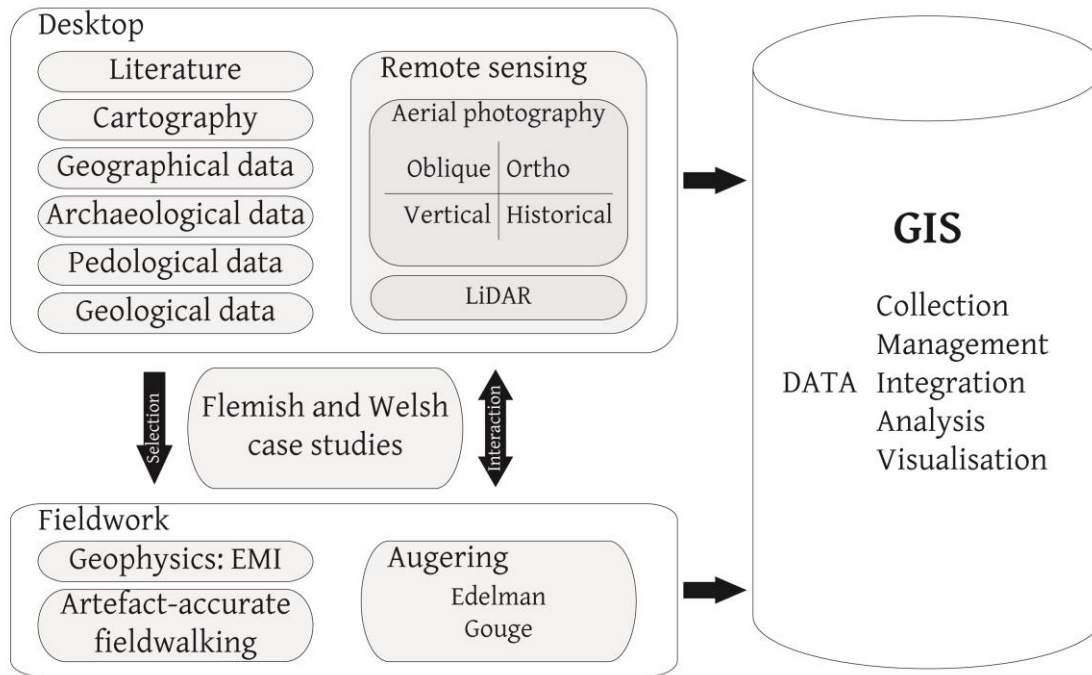 Desktop
Literature
Cartography
Geographical data
Archaeological data
Pedological data
Geological data
Remote sensing
Aerial photography
Oblique Ortho
Vertical Historical
LiDAR
Selection
Flemish and Welsh
case studies
Interaction
Fieldwork
Geophysics: EMI
Artefact-accurate
fieldwalking
Augering
Edelman
Gouge
GIS
Collection
Management
DATA Integration
Analysis
Visualisation